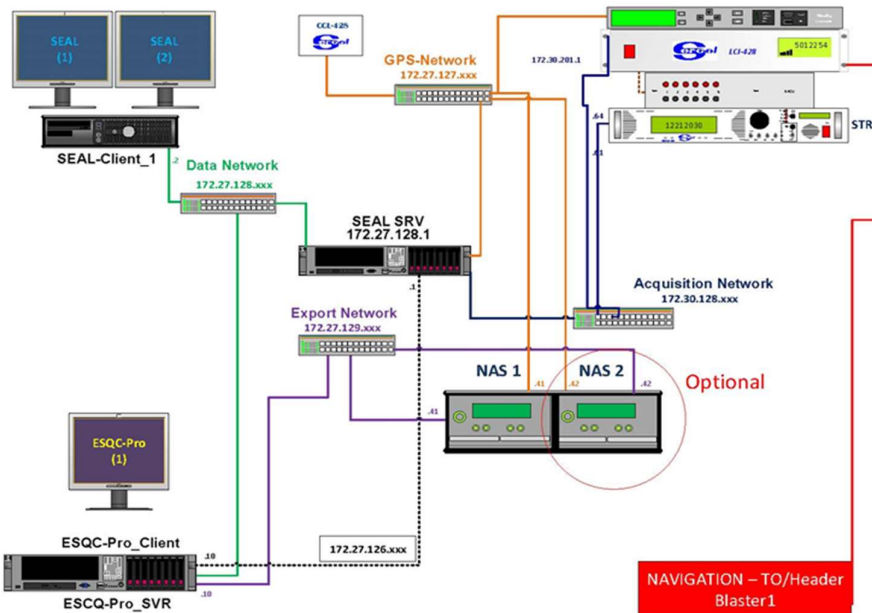 SEAL
(1)
SEAL
(2)
SEAL-Client_1
.2
Data Network
172.27.128.xxx
CCL-428
Sercel
GPS-Network
172.27.127.xxx
172.30.201.1
Sercel
LCI-428
5012254
12212030
STR
.64
.61
SEAL SRV
172.27.128.1
.1
Acquisition Network
172.30.128.xxx
Export Network
172.27.129.xxx
NAS 1
NAS 2
Optional
.41
.42
.42
.41
ESQC-Pro
(1)
ESQC-Pro_Client
.10
172.27.126.xxx
.10
ESCQ-Pro_SVR
NAVIGATION – TO/Header
Blaster1